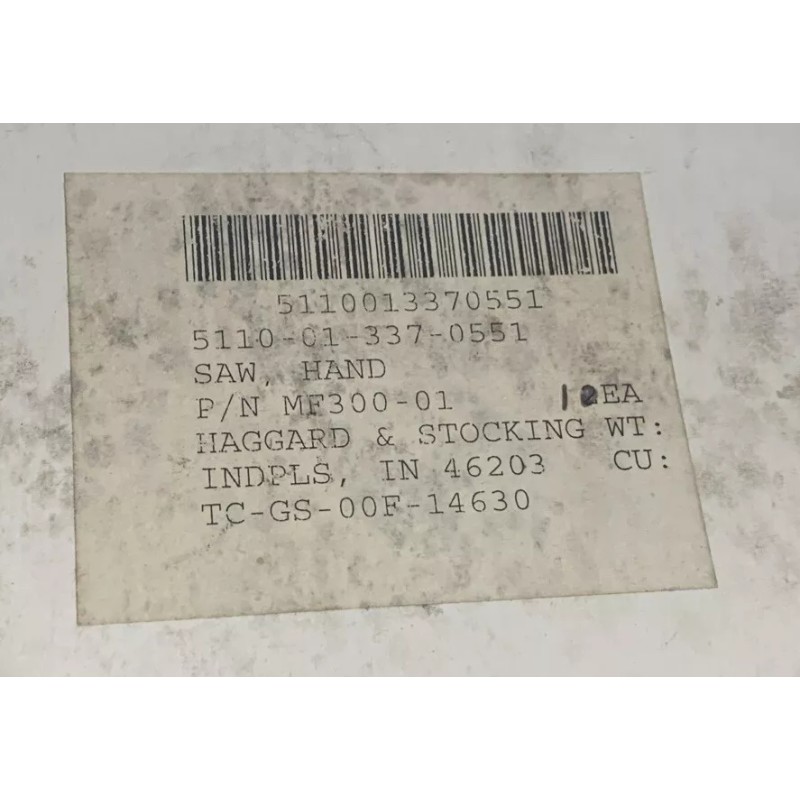 5110013370551
5110-01-337-0551
SAW, HAND
P/N MF300-01 EA
HAGGARD & STOCKING WT:
INDPLS, IN 46203 CU:
TC-GS-00F-14630